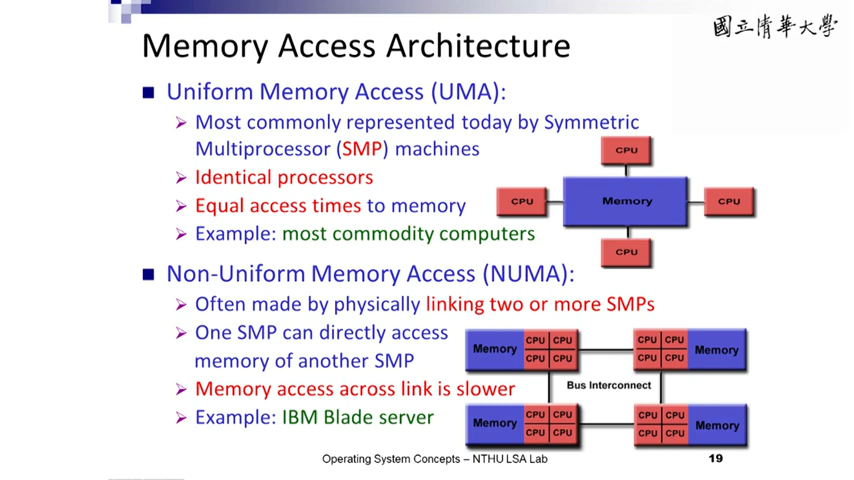 國立清華大學
Memory Access Architecture
Uniform Memory Access (UMA):
Most commonly represented today by Symmetric
Multiprocessor (SMP) machines
Identical processors
Equal access times to memory
Example: most commodity computers
CPU
CPU
Memory
CPU
CPU
Non-Uniform Memory Access (NUMA):
Often made by physically linking two or more SMPs
One SMP can directly access
memory of another SMP
Memory access across link is slower
Example: IBM Blade server
Memory CPU CPU
CPU CPU
CPU CPU Memory
CPU CPU
Bus Interconnect
Memory CPU CPU
CPU CPU
CPU CPU Memory
CPU CPU
Operating System Concepts – NTHU LSA Lab
19